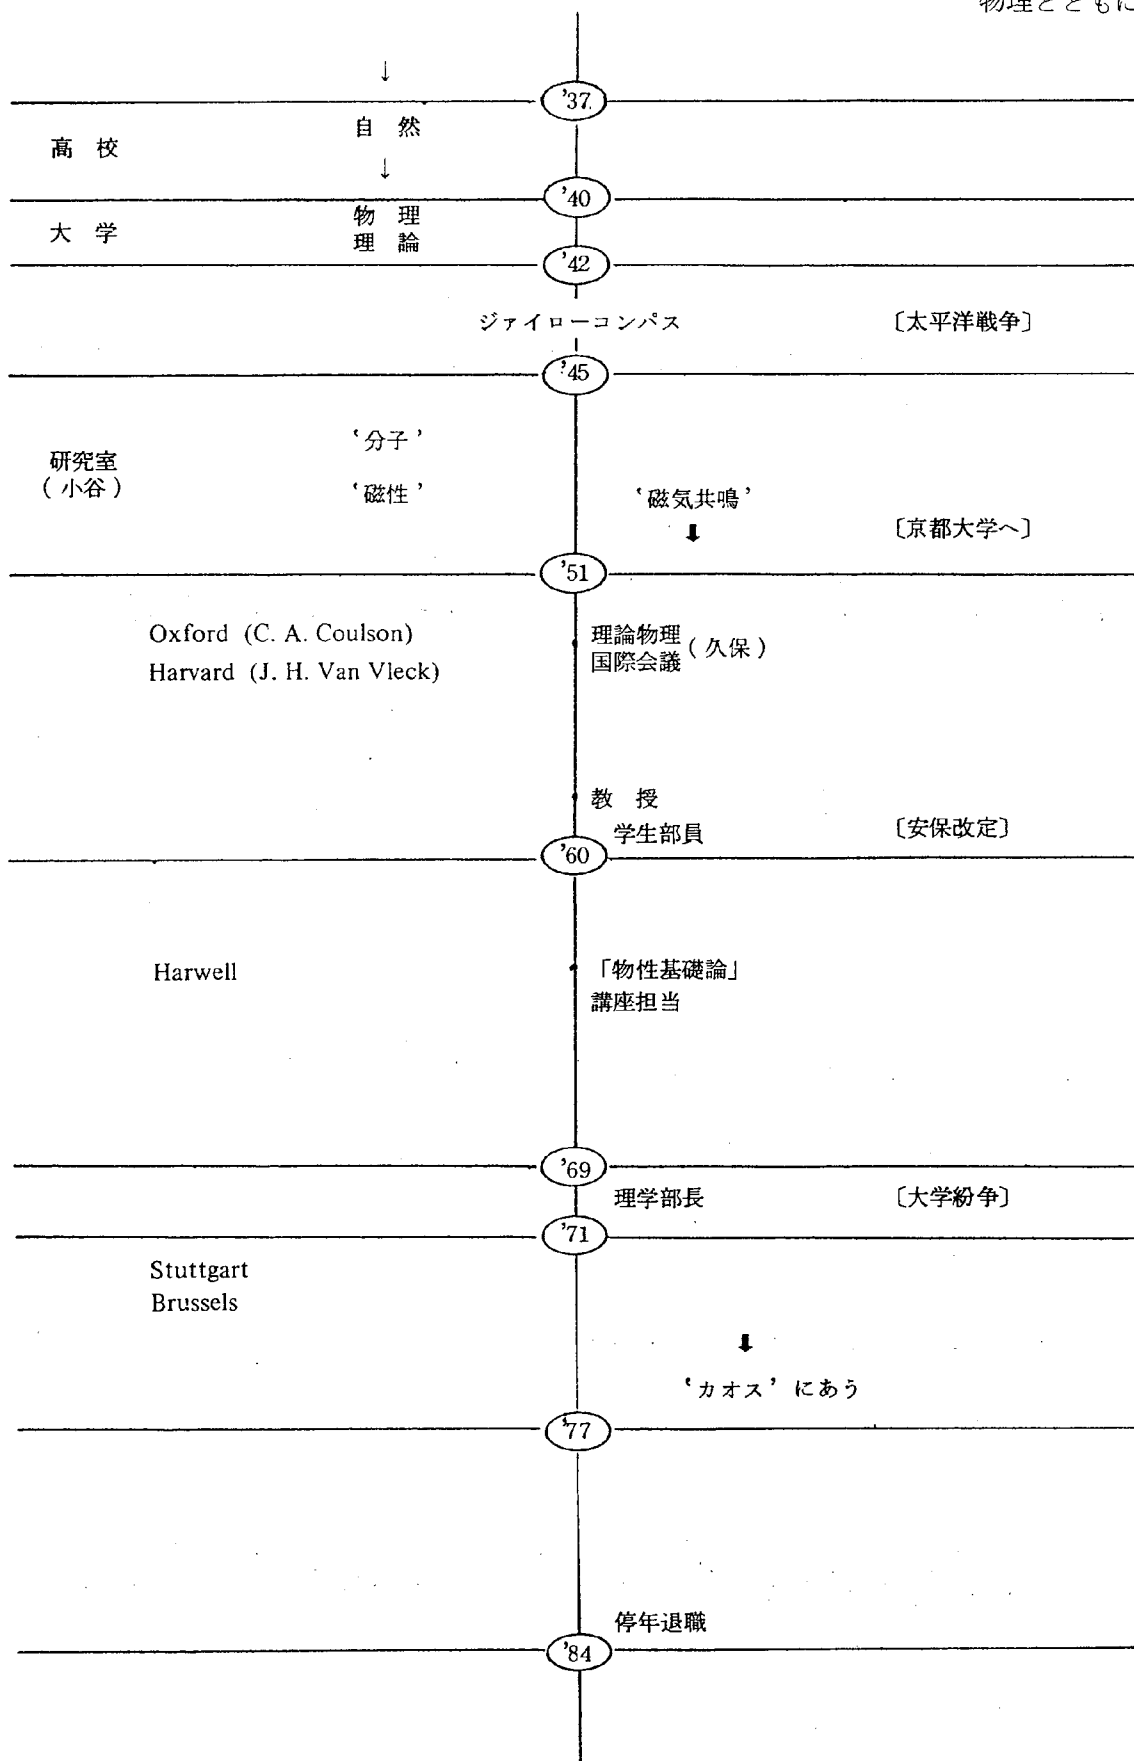 物理とともに
↓
'37
高校
自然
↓
'40
大学
物理
理論
'42
ジァイローコンパス 〔太平洋戦争〕
'45
'分子'
研究室
(小谷)
'磁性'
'磁気共鳴'
⬇
〔京都大学へ〕
'51
Oxford (C. A. Coulson)
Harvard (J. H. Van Vleck)
理論物理
国際会議 (久保)
教授
学生部員 〔安保改定〕
'60
Harwell
「物性基礎論」
講座担当
'69
理学部長 〔大学紛争〕
'71
Stuttgart
Brussels
⬇
'カオス' にあう
'77
停年退職
'84